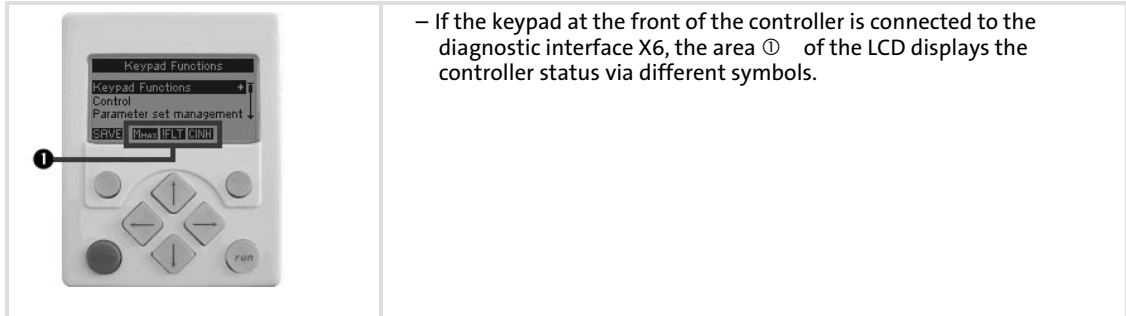 Keypad Functions
Keypad Functions
Control
Parameter set management
SAVE MMAX !FLT CINH
❶
run
– If the keypad at the front of the controller is connected to the
diagnostic interface X6, the area ① of the LCD displays the
controller status via different symbols.